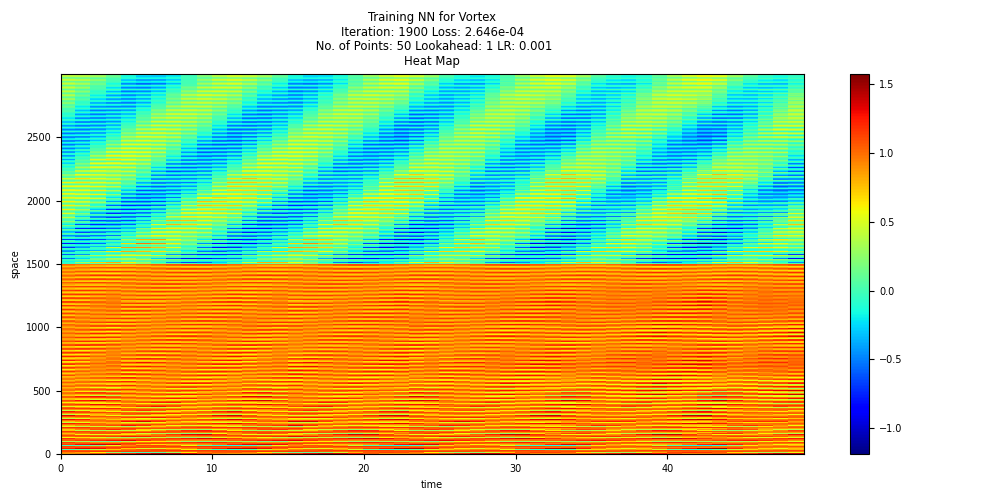 Training NN for Vortex
Iteration: 1900 Loss: 2.646e-04
No. of Points: 50 Lookahead: 1 LR: 0.001
Heat Map
space
2500
2000
1500
1000
500
0
0 10 20 30 40
time
1.5
1.0
0.5
0.0
−0.5
−1.0